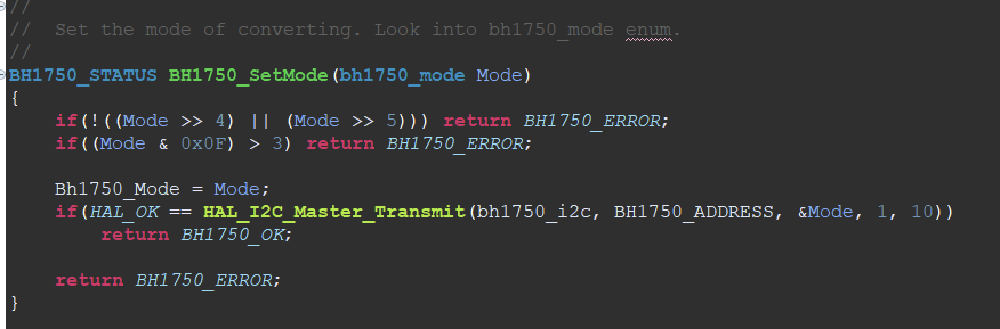 //
//  Set the mode of converting. Look into bh1750_mode enum.
//
BH1750_STATUS BH1750_SetMode(bh1750_mode Mode)
{
    if(!((Mode >> 4) || (Mode >> 5))) return BH1750_ERROR;
    if((Mode & 0x0F) > 3) return BH1750_ERROR;

    Bh1750_Mode = Mode;
    if(HAL_OK == HAL_I2C_Master_Transmit(bh1750_i2c, BH1750_ADDRESS, &Mode, 1, 10))
        return BH1750_OK;

    return BH1750_ERROR;
}